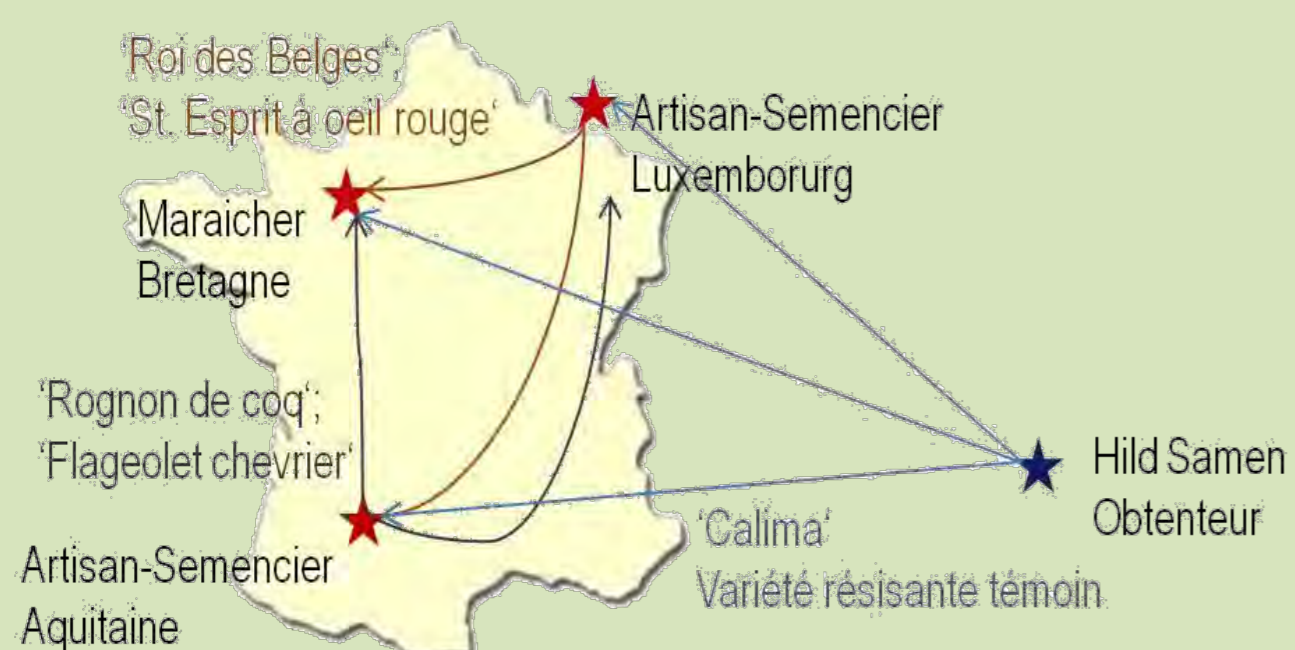 ‘Roi des Belges‘;
‘St. Esprit à oeil rouge‘
Artisan-Semencier
Luxemborurg
Maraicher
Bretagne
‘Rognon de coq‘;
‘Flageolet chevrier‘
Hild Samen
Obtenteur
‘Calima‘
Variété résisante témoin
Artisan-Semencier
Aquitaine